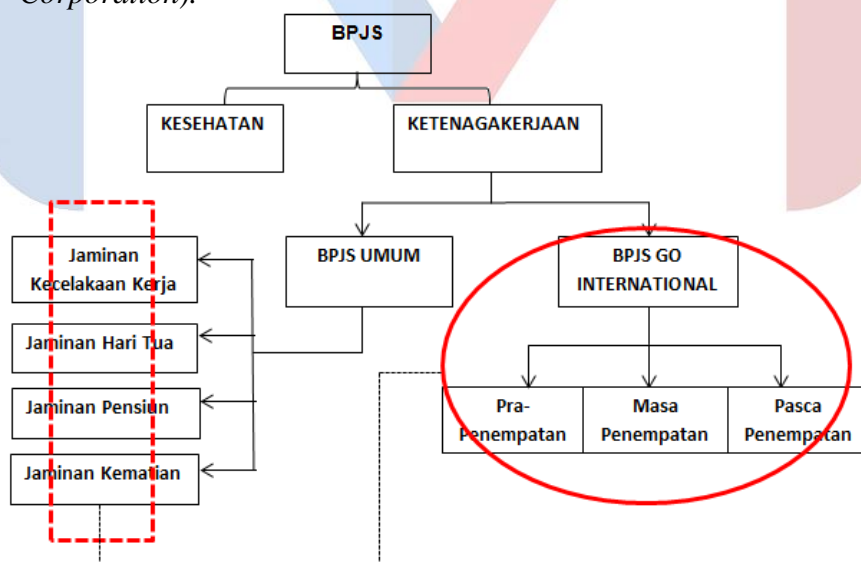 Corporation).
BPJS
KESEHATAN
KETENAGAKERJAAN
BPJS UMUM
BPJS GO
INTERNATIONAL
Jaminan
Kecelakaan Kerja
Jaminan Hari Tua
Jaminan Pensiun
Jaminan Kematian
Pra-
Penempatan
Masa
Penempatan
Pasca
Penempatan